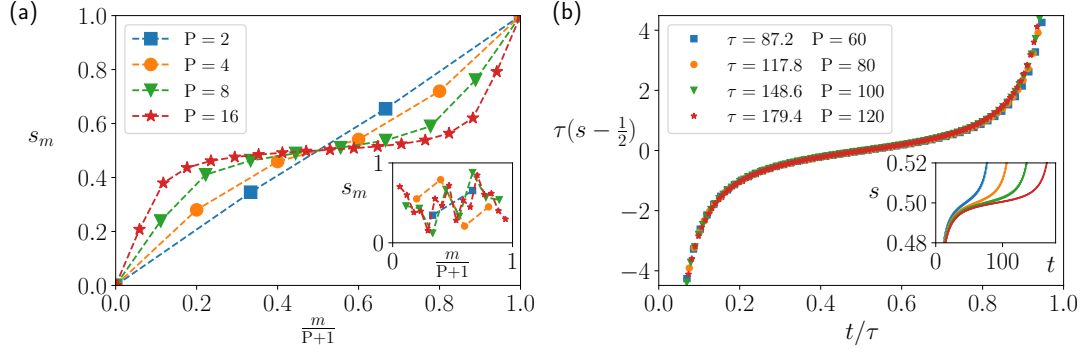 (a)
1.0
0.8
0.6
0.4
0.2
0.0
s_m
P = 2
P = 4
P = 8
P = 16
0.0 0.2 0.4 0.6 0.8 1.0
m
P+1
1
s_m
0
0 1
m
P+1
(b)
4
2
0
−2
−4
τ(s − 1/2)
τ = 87.2 P = 60
τ = 117.8 P = 80
τ = 148.6 P = 100
τ = 179.4 P = 120
0.0 0.2 0.4 0.6 0.8 1.0
t/τ
0.52
s
0.50
0.48
0 100 t